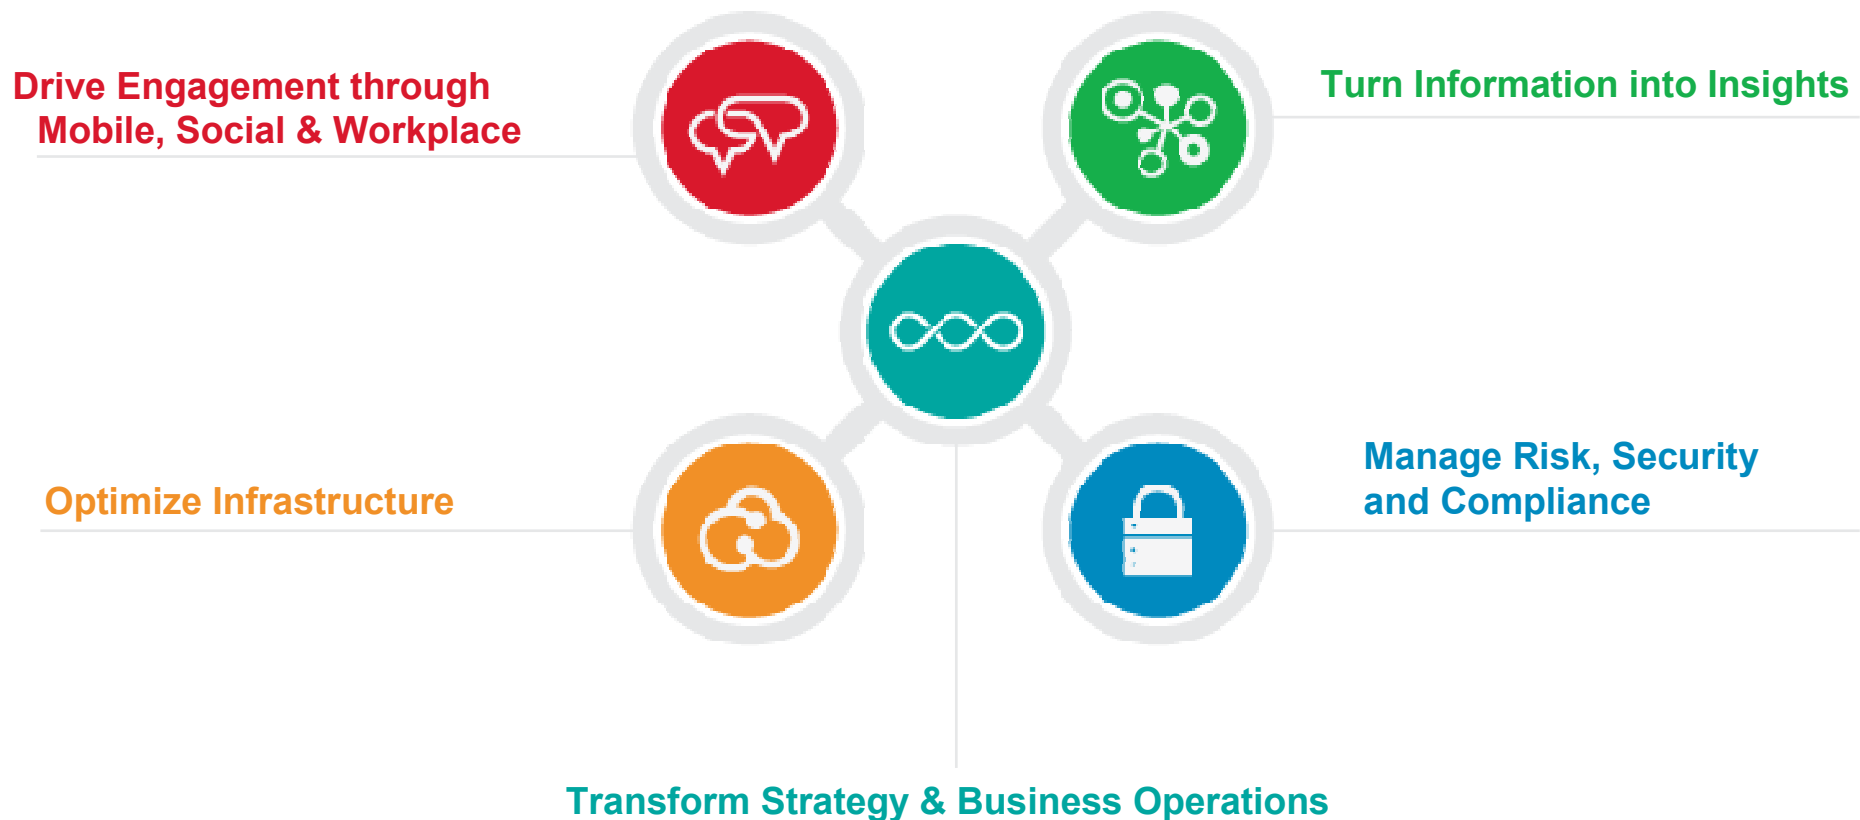 Drive Engagement through
Mobile, Social & Workplace
Turn Information into Insights
Optimize Infrastructure
Manage Risk, Security
and Compliance
Transform Strategy & Business Operations